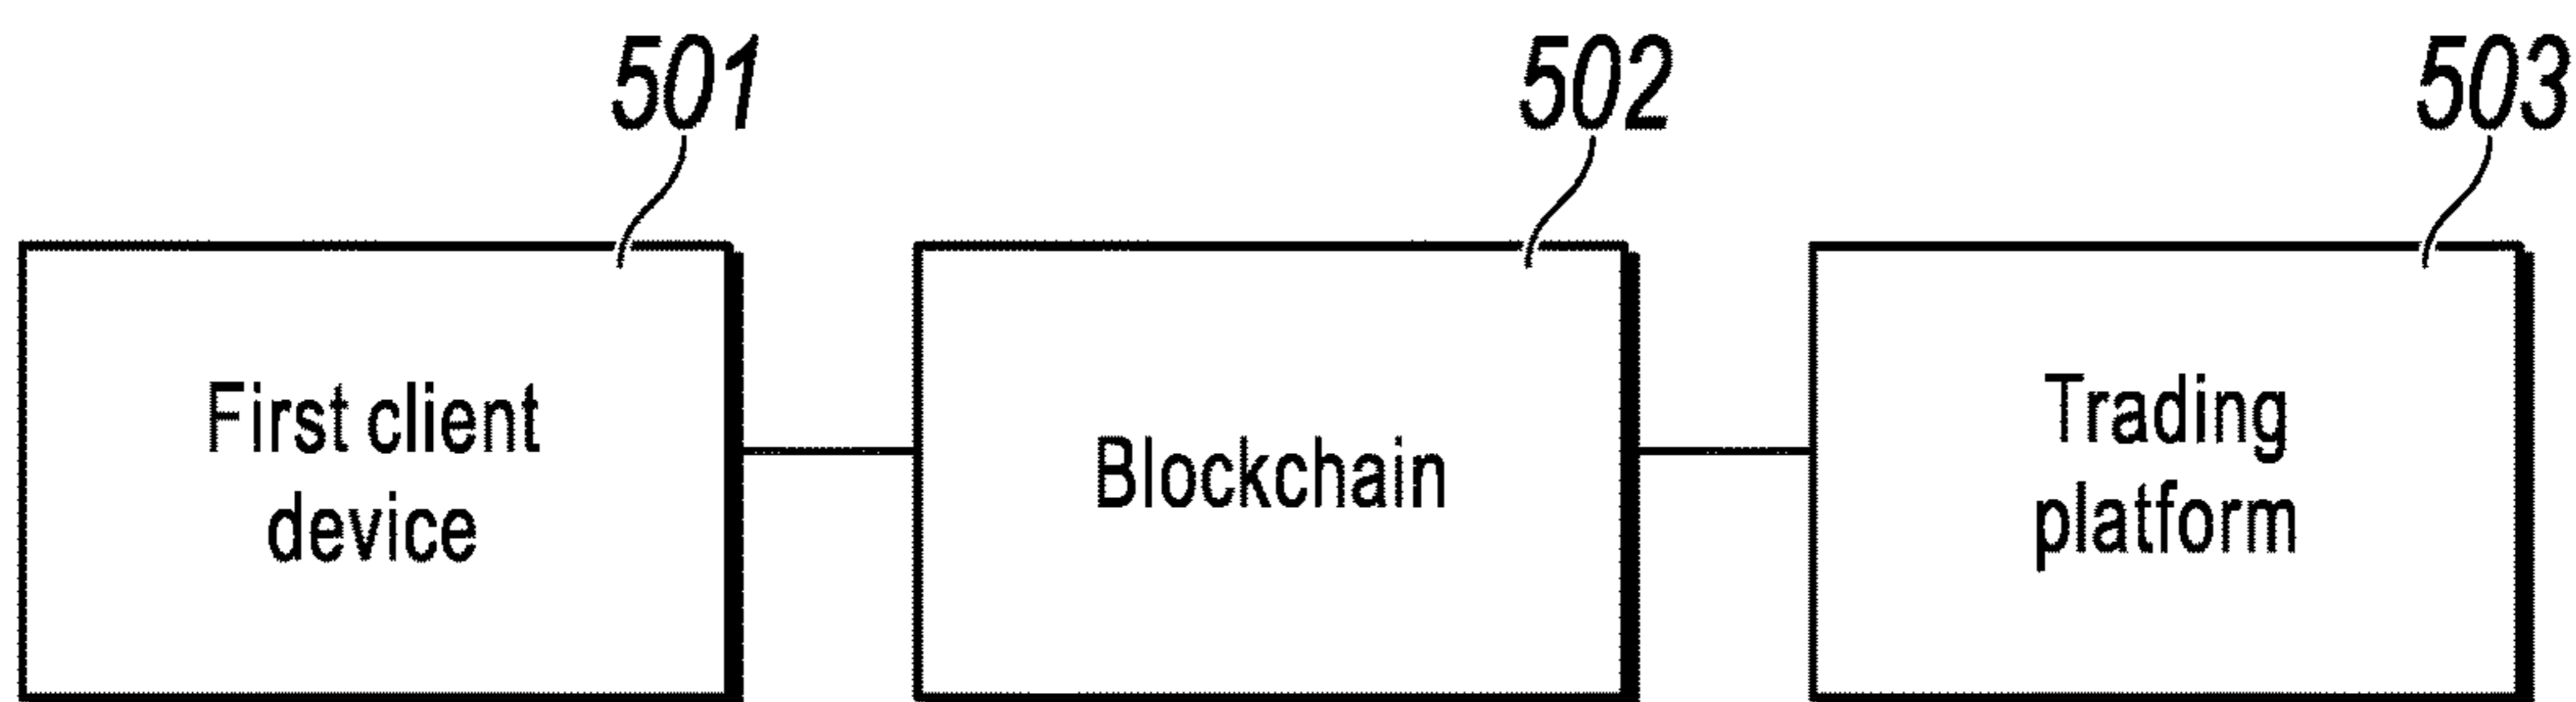 501
502
503
First client
device
Blockchain
Trading
platform